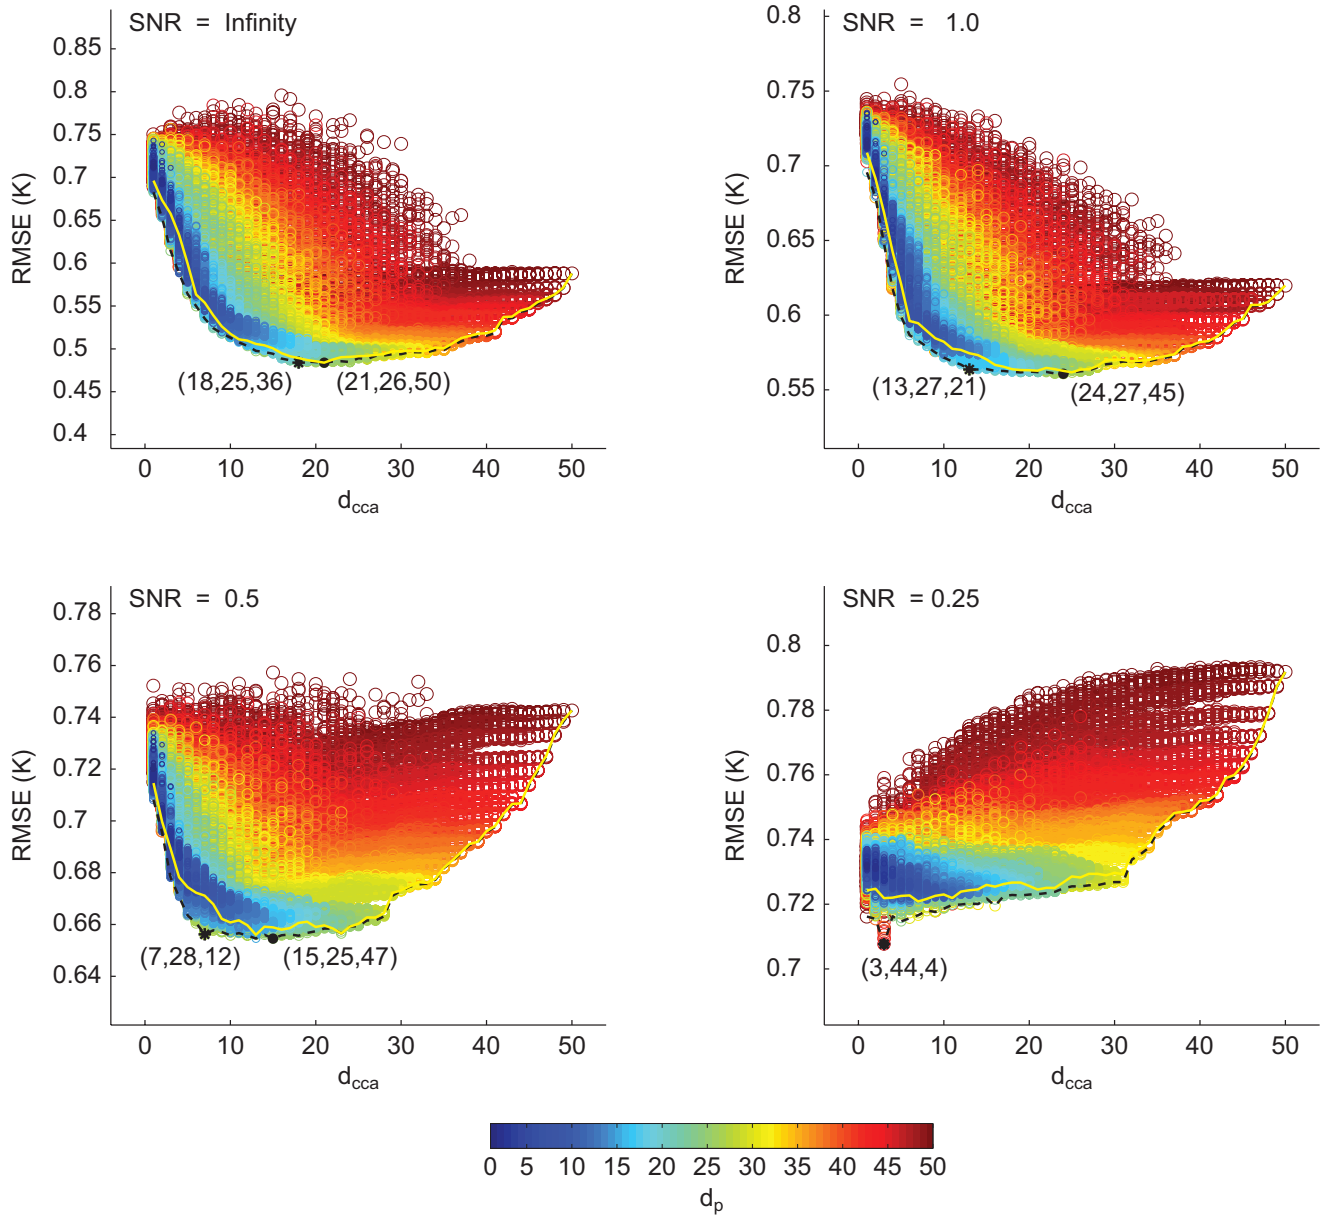 SNR = Infinity
0.85
0.8
0.75
0.7
0.65
0.6
0.55
0.5
0.45
0.4
RMSE (K)
(18,25,36)
(21,26,50)
0 10 20 30 40 50
dcca
SNR = 1.0
0.8
0.75
0.7
0.65
0.6
0.55
RMSE (K)
(13,27,21)
(24,27,45)
0 10 20 30 40 50
dcca
SNR = 0.5
0.78
0.76
0.74
0.72
0.7
0.68
0.66
0.64
RMSE (K)
(7,28,12)
(15,25,47)
0 10 20 30 40 50
dcca
SNR = 0.25
0.8
0.78
0.76
0.74
0.72
0.7
RMSE (K)
(3,44,4)
0 10 20 30 40 50
dcca
0 5 10 15 20 25 30 35 40 45 50
dp